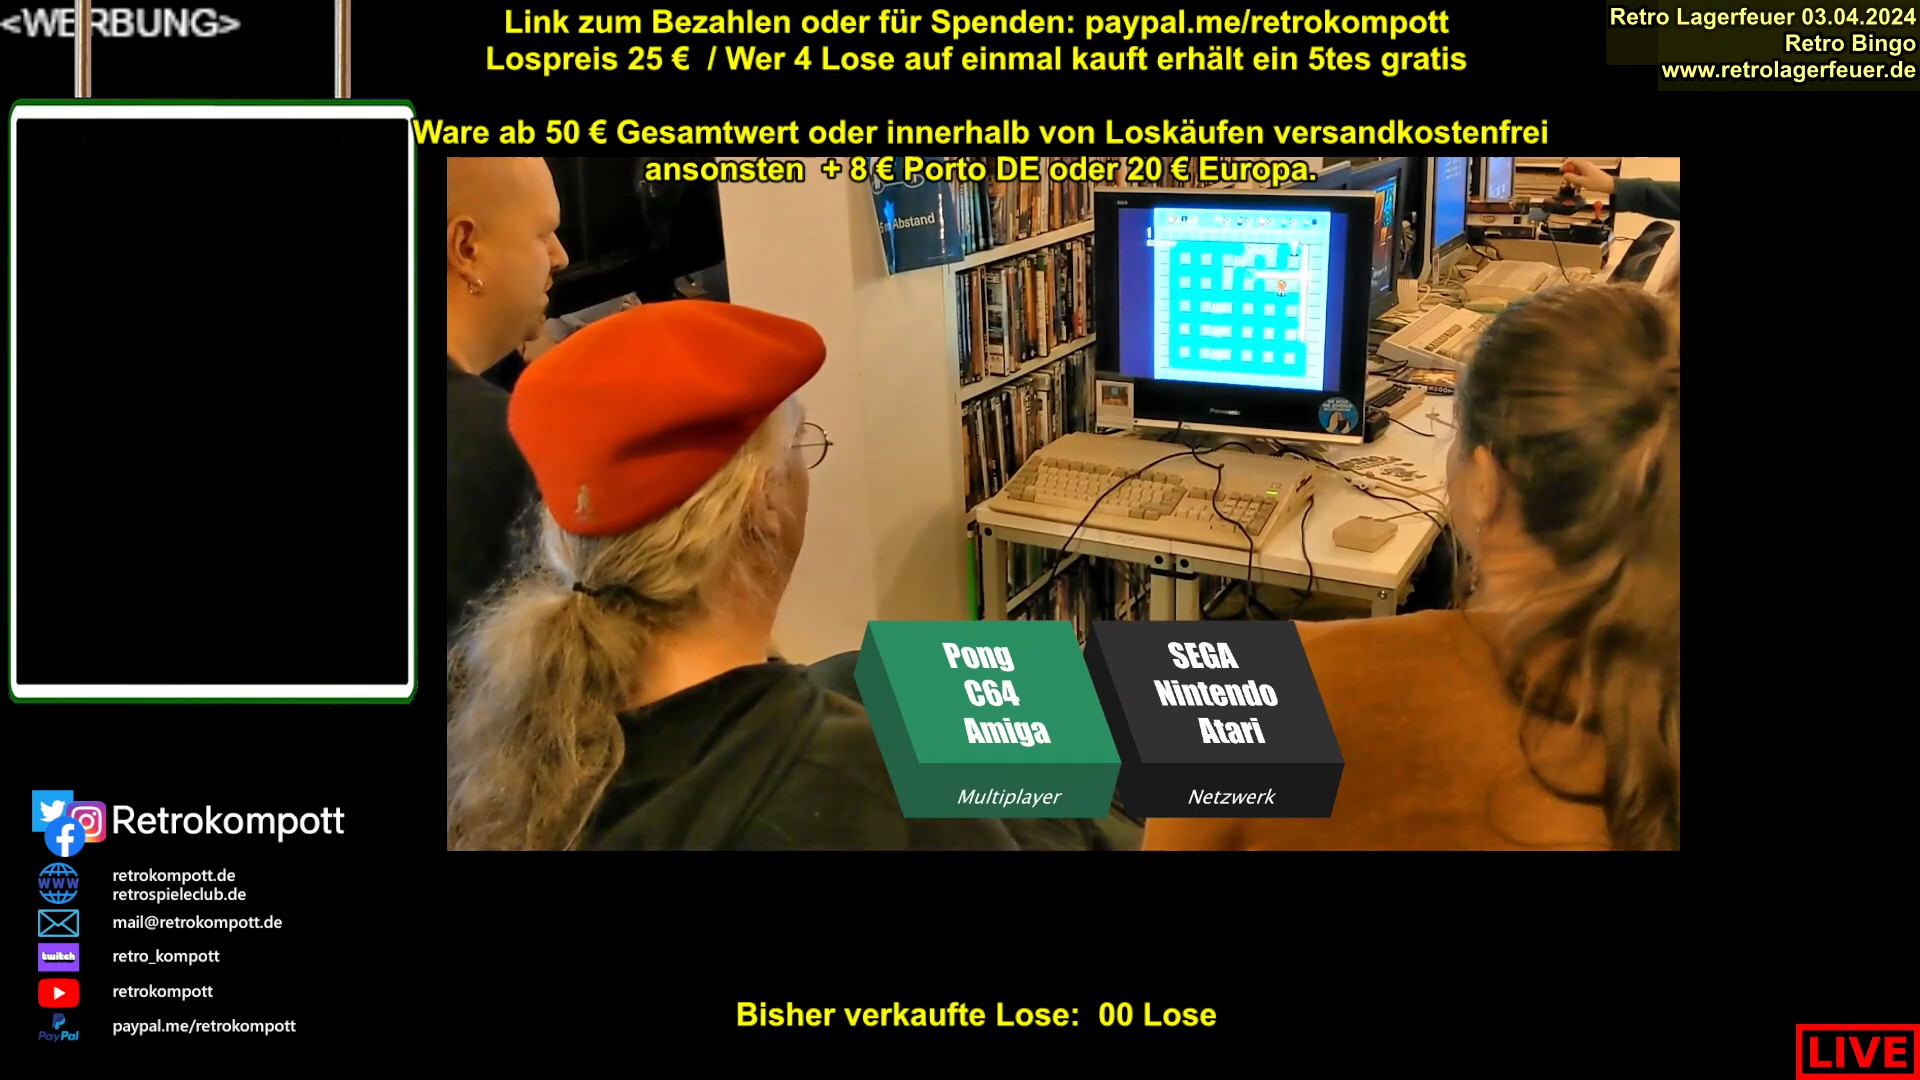 <WERBUNG>
Link zum Bezahlen oder für Spenden: paypal.me/retrokompott
Lospreis 25 € / Wer 4 Lose auf einmal kauft erhält ein 5tes gratis
Retro Lagerfeuer 03.04.2024
Retro Bingo
www.retrolagerfeuer.de
Ware ab 50 € Gesamtwert oder innerhalb von Loskäufen versandkostenfrei
ansonsten + 8 € Porto DE oder 20 € Europa.
Abstand
Panasonic
Pong
C64
Amiga
Multiplayer
SEGA
Nintendo
Atari
Netzwerk
Retrokompott
www
retrokompott.de
retrospieleclub.de
mail@retrokompott.de
twitch
retro_kompott
retrokompott
PayPal
paypal.me/retrokompott
Bisher verkaufte Lose: 00 Lose
LIVE